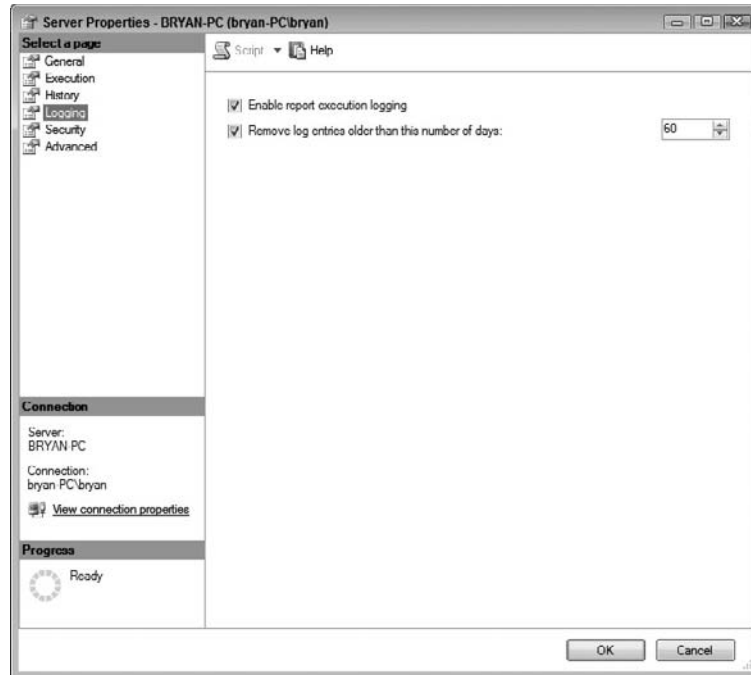 Server Properties - BRYAN-PC (bryan-PC\bryan)
Select a page
General
Execution
History
Logging
Security
Advanced
Script Help
Enable report execution logging
Remove log entries older than this number of days: 60
Connection
Server:
BRYAN-PC
Connection:
bryan-PC\bryan
View connection properties
Progress
Ready
OK Cancel